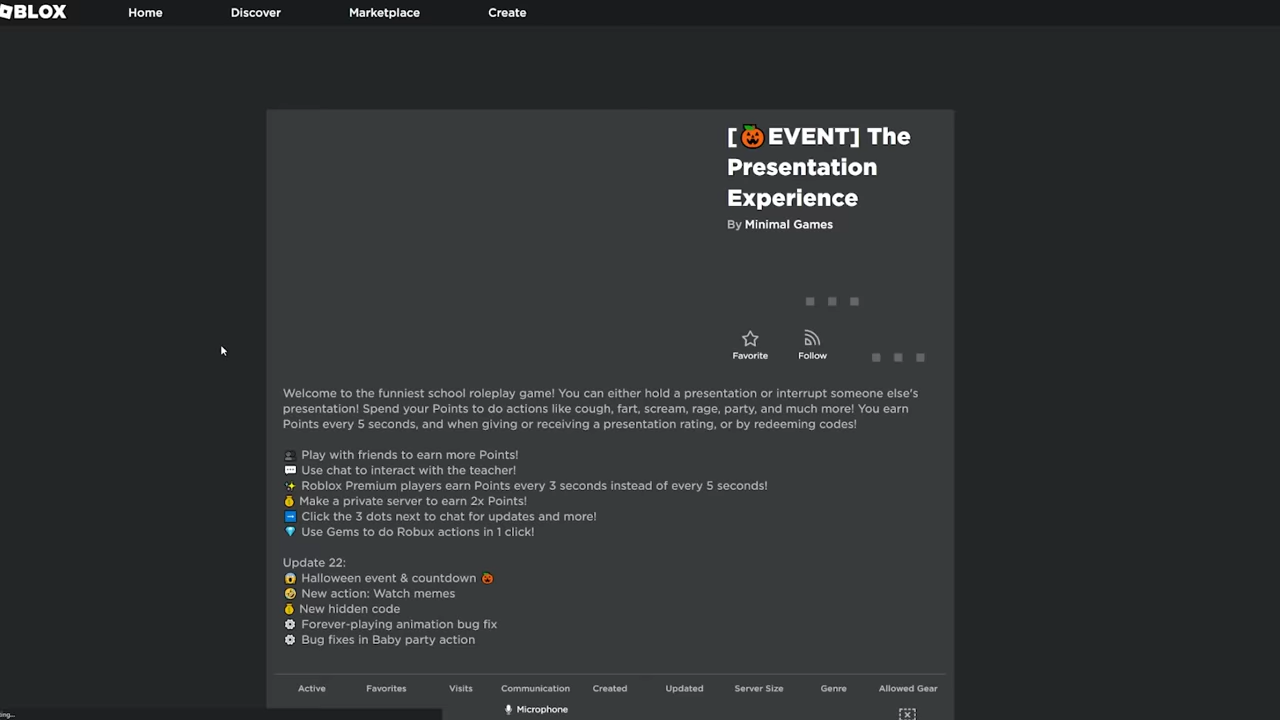 BLOX
Home
Discover
Marketplace
Create
[🎃EVENT] The
Presentation
Experience
By Minimal Games
Favorite
Follow
Welcome to the funniest school roleplay game! You can either hold a presentation or interrupt someone else's
presentation! Spend your Points to do actions like cough, fart, scream, rage, party, and much more! You earn
Points every 5 seconds, and when giving or receiving a presentation rating, or by redeeming codes!
👥 Play with friends to earn more Points!
💬 Use chat to interact with the teacher!
✨ Roblox Premium players earn Points every 3 seconds instead of every 5 seconds!
💰 Make a private server to earn 2x Points!
➡️ Click the 3 dots next to chat for updates and more!
💎 Use Gems to do Robux actions in 1 click!
Update 22:
😱 Halloween event & countdown 🎃
🤣 New action: Watch memes
💰 New hidden code
⚙️ Forever-playing animation bug fix
⚙️ Bug fixes in Baby party action
Active
Favorites
Visits
Communication
Created
Updated
Server Size
Genre
Allowed Gear
Microphone